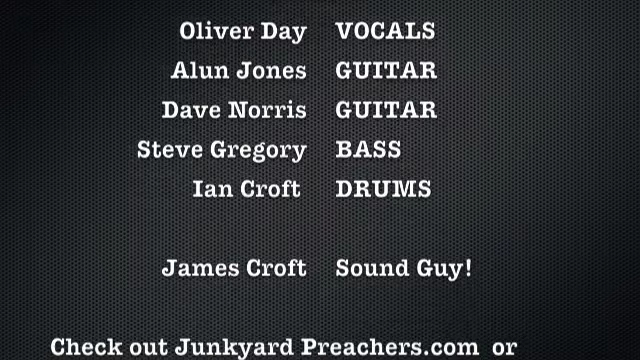 Oliver Day VOCALS
Alun Jones GUITAR
Dave Norris GUITAR
Steve Gregory BASS
Ian Croft DRUMS
James Croft Sound Guy!
Check out Junkyard Preachers.com or